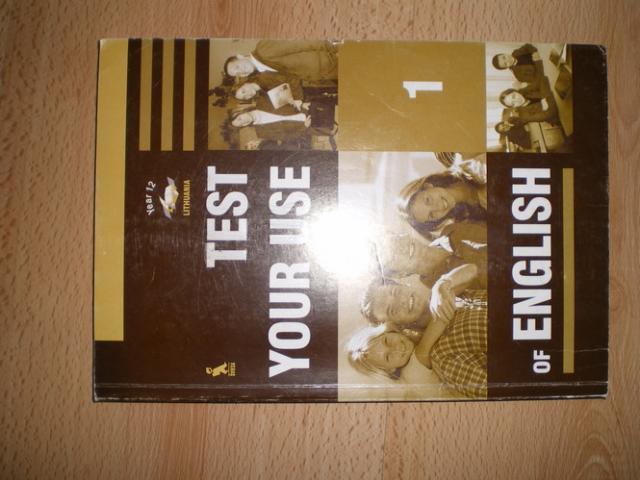 Year 12
LITHUANIA
TEST
YOUR USE
1
OF ENGLISH